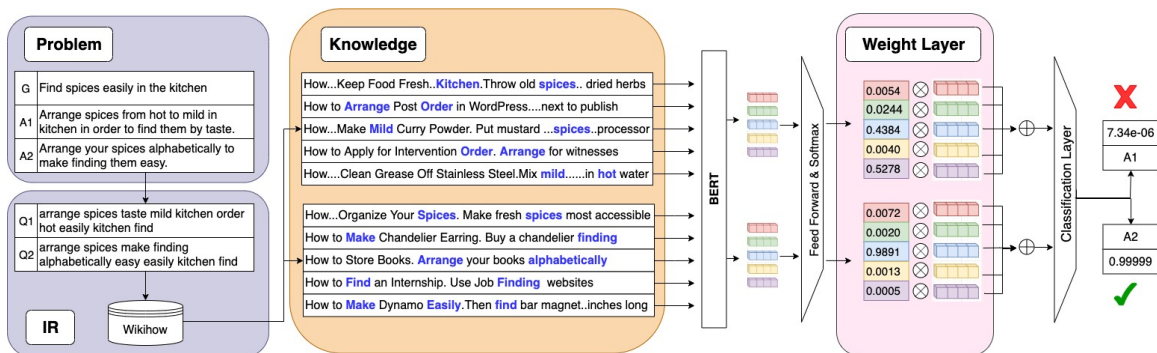 Problem
G Find spices easily in the kitchen
A1 Arrange spices from hot to mild in
kitchen in order to find them by taste.
A2 Arrange your spices alphabetically to
make finding them easy.
Q1 arrange spices taste mild kitchen order
hot easily kitchen find
Q2 arrange spices make finding
alphabetically easy easily kitchen find
IR
Wikihow
Knowledge
How...Keep Food Fresh..Kitchen.Throw old spices.. dried herbs
How to Arrange Post Order in WordPress....next to publish
How...Make Mild Curry Powder. Put mustard ...spices..processor
How to Apply for Intervention Order. Arrange for witnesses
How....Clean Grease Off Stainless Steel.Mix mild......in hot water
How...Organize Your Spices. Make fresh spices most accessible
How to Make Chandelier Earring. Buy a chandelier finding
How to Store Books. Arrange your books alphabetically
How to Find an Internship. Use Job Finding websites
How to Make Dynamo Easily.Then find bar magnet..inches long
BERT
Feed Forward & Softmax
Weight Layer
0.0054
0.0244
0.4384
0.0040
0.5278
0.0072
0.0020
0.9891
0.0013
0.0005
Classification Layer
7.34e-06
A1
A2
0.99999